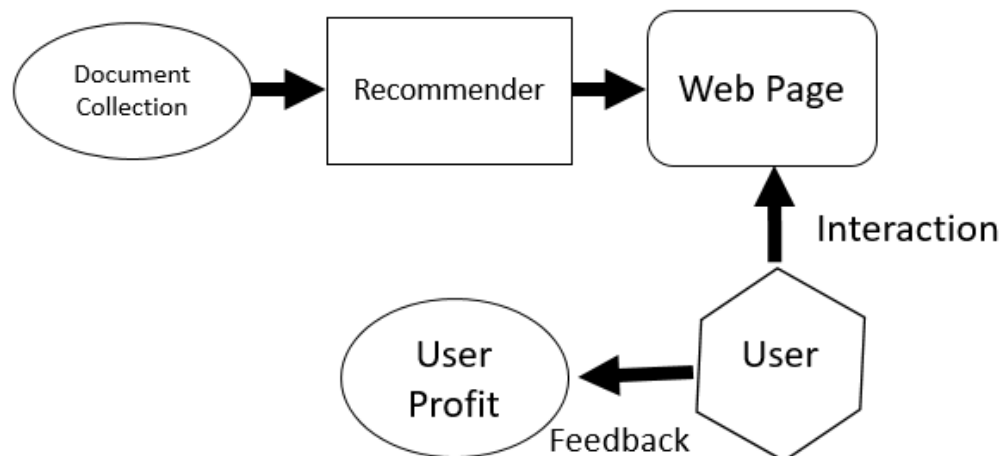 Document
Collection
Recommender
Web Page
Interaction
User
User
Profit
Feedback